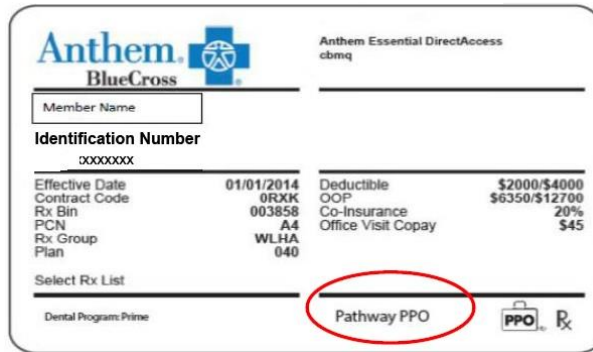 Anthem.
BlueCross
Anthem Essential DirectAccess
cbmq
Member Name
Identification Number
XXXXXXX
Effective Date 01/01/2014
Contract Code 0RXK
Rx Bin 003858
PCN A4
Rx Group WLHA
Plan 040
Select Rx List
Deductible $2000/$4000
OOP $6350/$12700
Co-Insurance 20%
Office Visit Copay $45
Dental Program: Prime
Pathway PPO
PPO
Rx